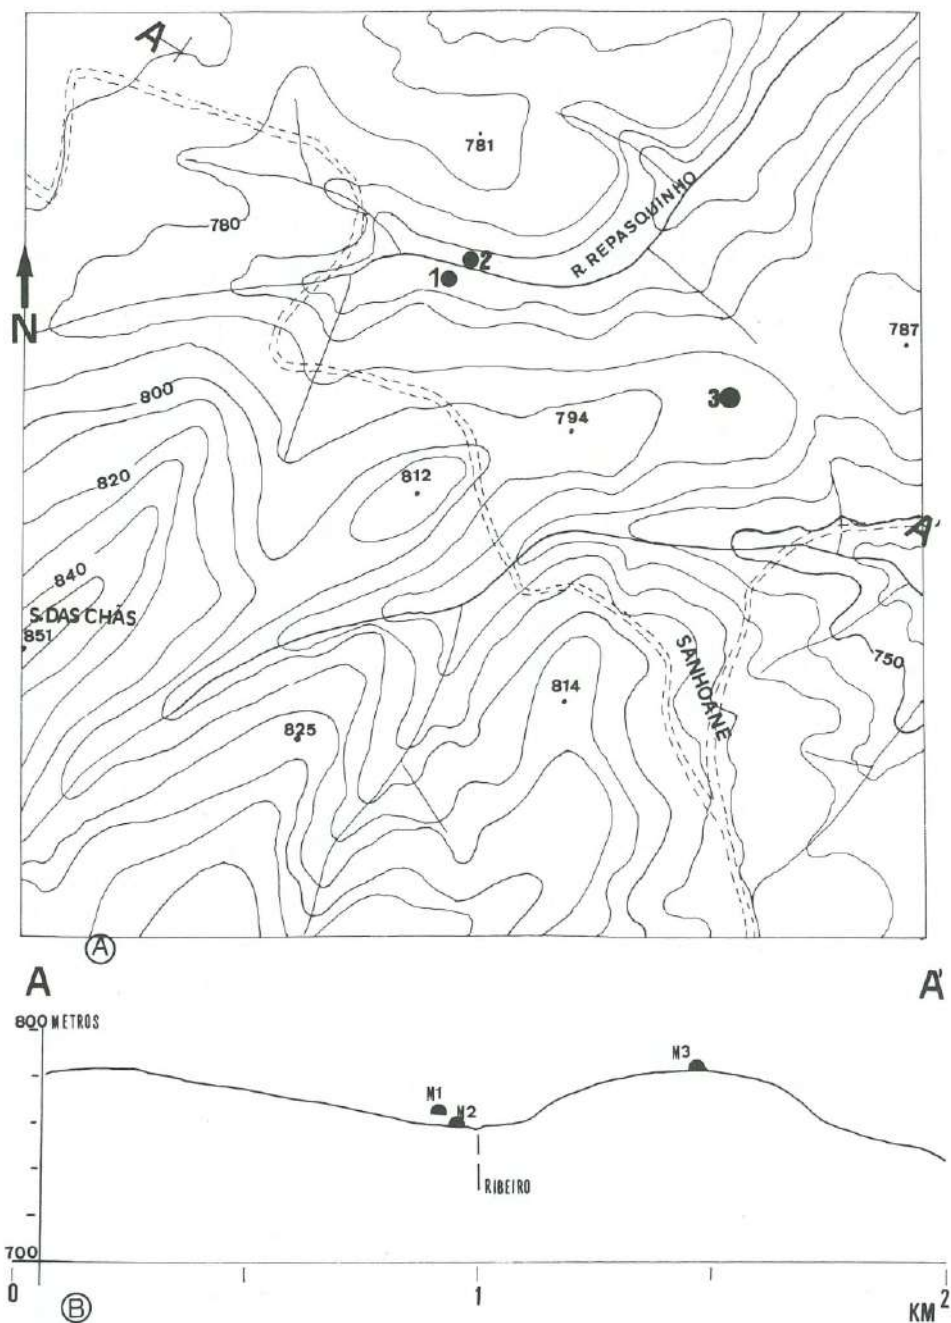 A
781
780
R. REPASQUINHO
2
1
N
787
800
3
794
812
820
A'
840
S. DAS CHÃS
851
750
SANHOANE
814
825
A
A
A'
800 METROS
M3
M1
M2
RIBEIRO
700
0
1
KM 2
B